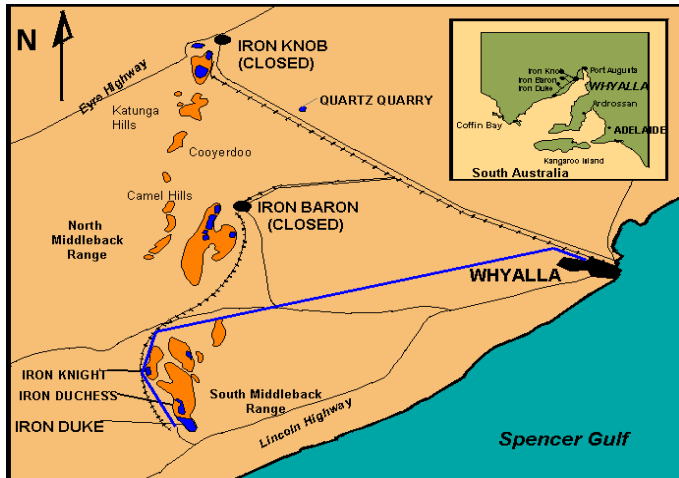 N
IRON KNOB
(CLOSED)
Eyre Highway
Katunga
Hills
QUARTZ QUARRY
Cooyerdoo
Camel Hills
IRON BARON
(CLOSED)
North
Middleback
Range
WHYALLA
IRON KNIGHT
IRON DUCHESS
IRON DUKE
South Middleback
Range
Lincoln Highway
Spencer Gulf
Iron Knob
Iron Baron
Iron Duke
Port Augusta
WHYALLA
Ardrossan
Coffin Bay
ADELAIDE
Kangaroo Island
South Australia